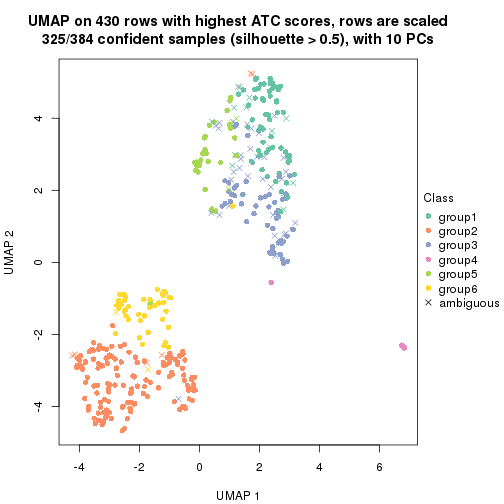 UMAP on 430 rows with highest ATC scores, rows are scaled
325/384 confident samples (silhouette > 0.5), with 10 PCs
UMAP 2
4
2
0
-2
-4
-4
-2
0
2
4
6
UMAP 1
Class
group1
group2
group3
group4
group5
group6
ambiguous